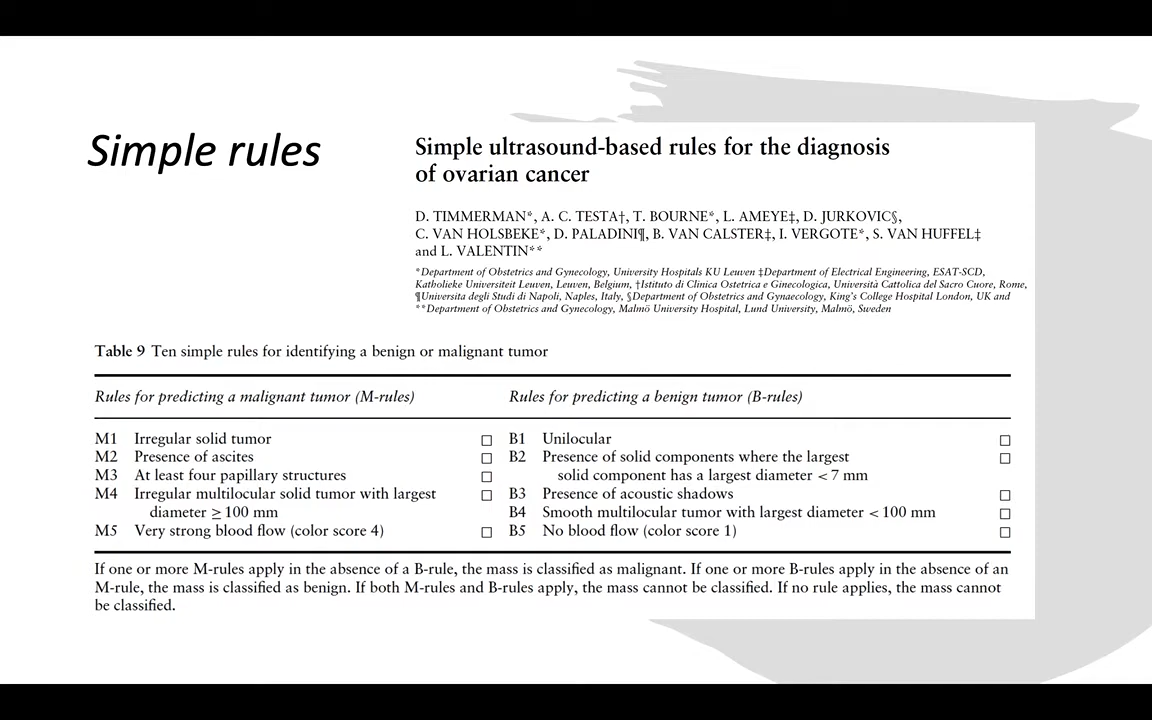 Simple rules
Simple ultrasound-based rules for the diagnosis
of ovarian cancer
D. TIMMERMAN*, A. C. TESTA†, T. BOURNE*, L. AMEYE‡, D. JURKOVIC§,
C. VAN HOLSBEKE*, D. PALADINI¶, B. VAN CALSTER‡, I. VERGOTE*, S. VAN HUFFEL‡
and L. VALENTIN**
*Department of Obstetrics and Gynecology, University Hospitals KU Leuven ‡Department of Electrical Engineering, ESAT-SCD,
Katholieke Universiteit Leuven, Leuven, Belgium, †Istituto di Clinica Ostetrica e Ginecologica, Università Cattolica del Sacro Cuore, Rome,
¶Universita degli Studi di Napoli, Naples, Italy, §Department of Obstetrics and Gynaecology, King's College Hospital London, UK and
**Department of Obstetrics and Gynecology, Malmö University Hospital, Lund University, Malmö, Sweden
Table 9 Ten simple rules for identifying a benign or malignant tumor
Rules for predicting a malignant tumor (M-rules) Rules for predicting a benign tumor (B-rules)
M1 Irregular solid tumor □ B1 Unilocular □
M2 Presence of ascites □ B2 Presence of solid components where the largest □
M3 At least four papillary structures □ solid component has a largest diameter < 7 mm
M4 Irregular multilocular solid tumor with largest □ B3 Presence of acoustic shadows □
diameter ≥ 100 mm B4 Smooth multilocular tumor with largest diameter < 100 mm □
M5 Very strong blood flow (color score 4) □ B5 No blood flow (color score 1) □
If one or more M-rules apply in the absence of a B-rule, the mass is classified as malignant. If one or more B-rules apply in the absence of an
M-rule, the mass is classified as benign. If both M-rules and B-rules apply, the mass cannot be classified. If no rule applies, the mass cannot
be classified.